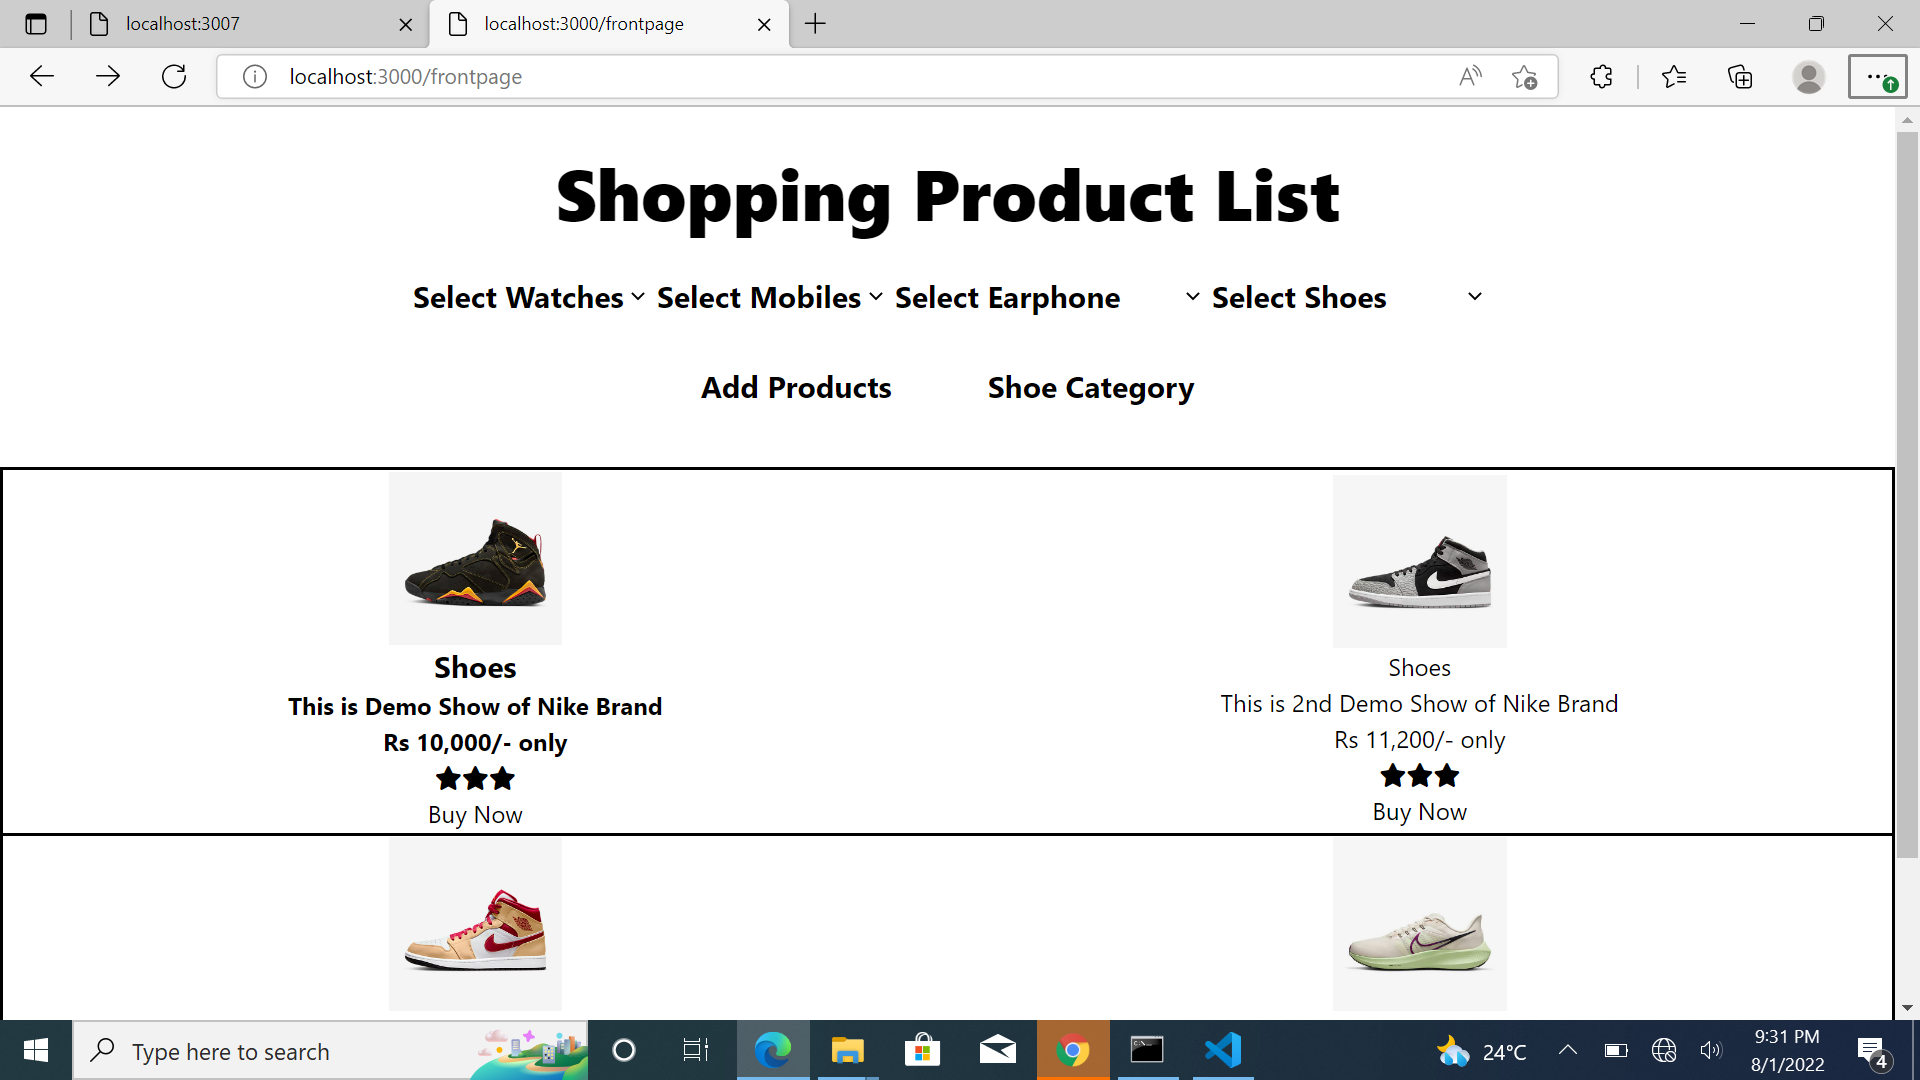 localhost:3007
localhost:3000/frontpage
localhost:3000/frontpage
Shopping Product List
Select Watches Select Mobiles Select Earphone Select Shoes
Add Products Shoe Category
Shoes
This is Demo Show of Nike Brand
Rs 10,000/- only
Buy Now
Shoes
This is 2nd Demo Show of Nike Brand
Rs 11,200/- only
Buy Now
Type here to search
24°C
9:31 PM
8/1/2022
4